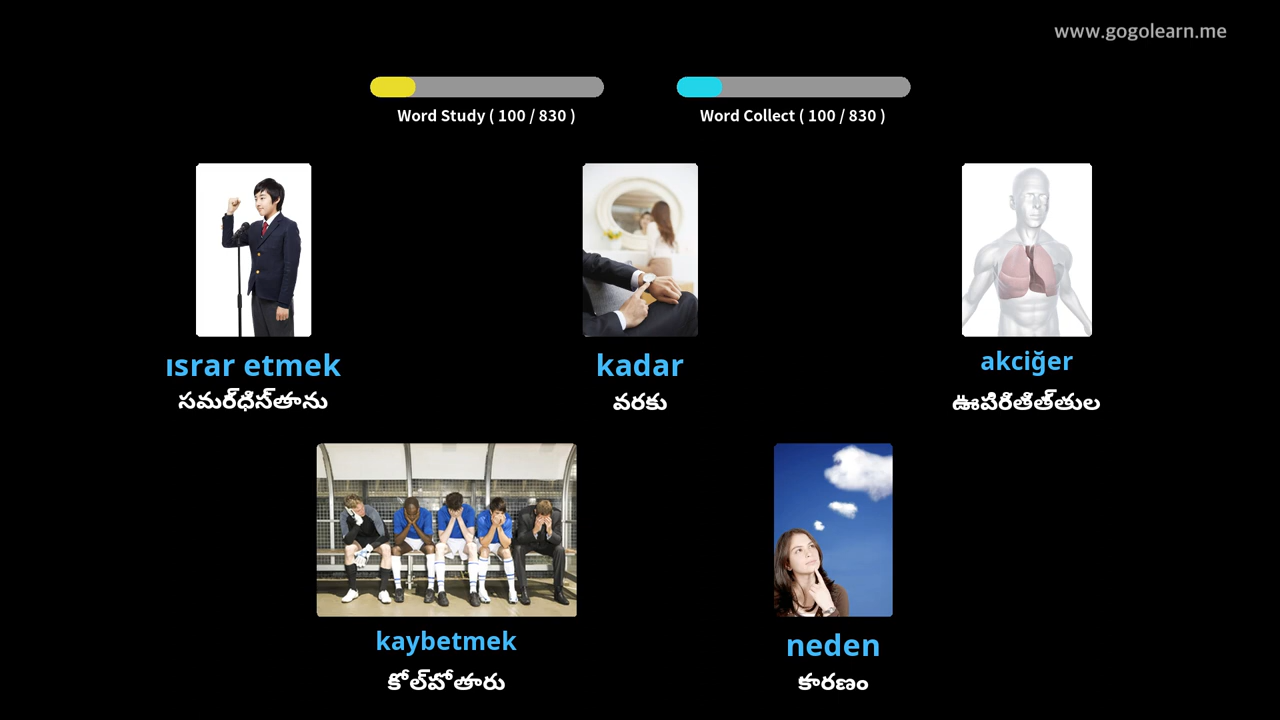 www.gogolearn.me
Word Study ( 100 / 830 )
Word Collect ( 100 / 830 )
ısrar etmek
సమర్ధిస్తాను
kadar
వరకు
akciğer
ఊపిరితిత్తుల
kaybetmek
కోల్పోతారు
neden
కారణం